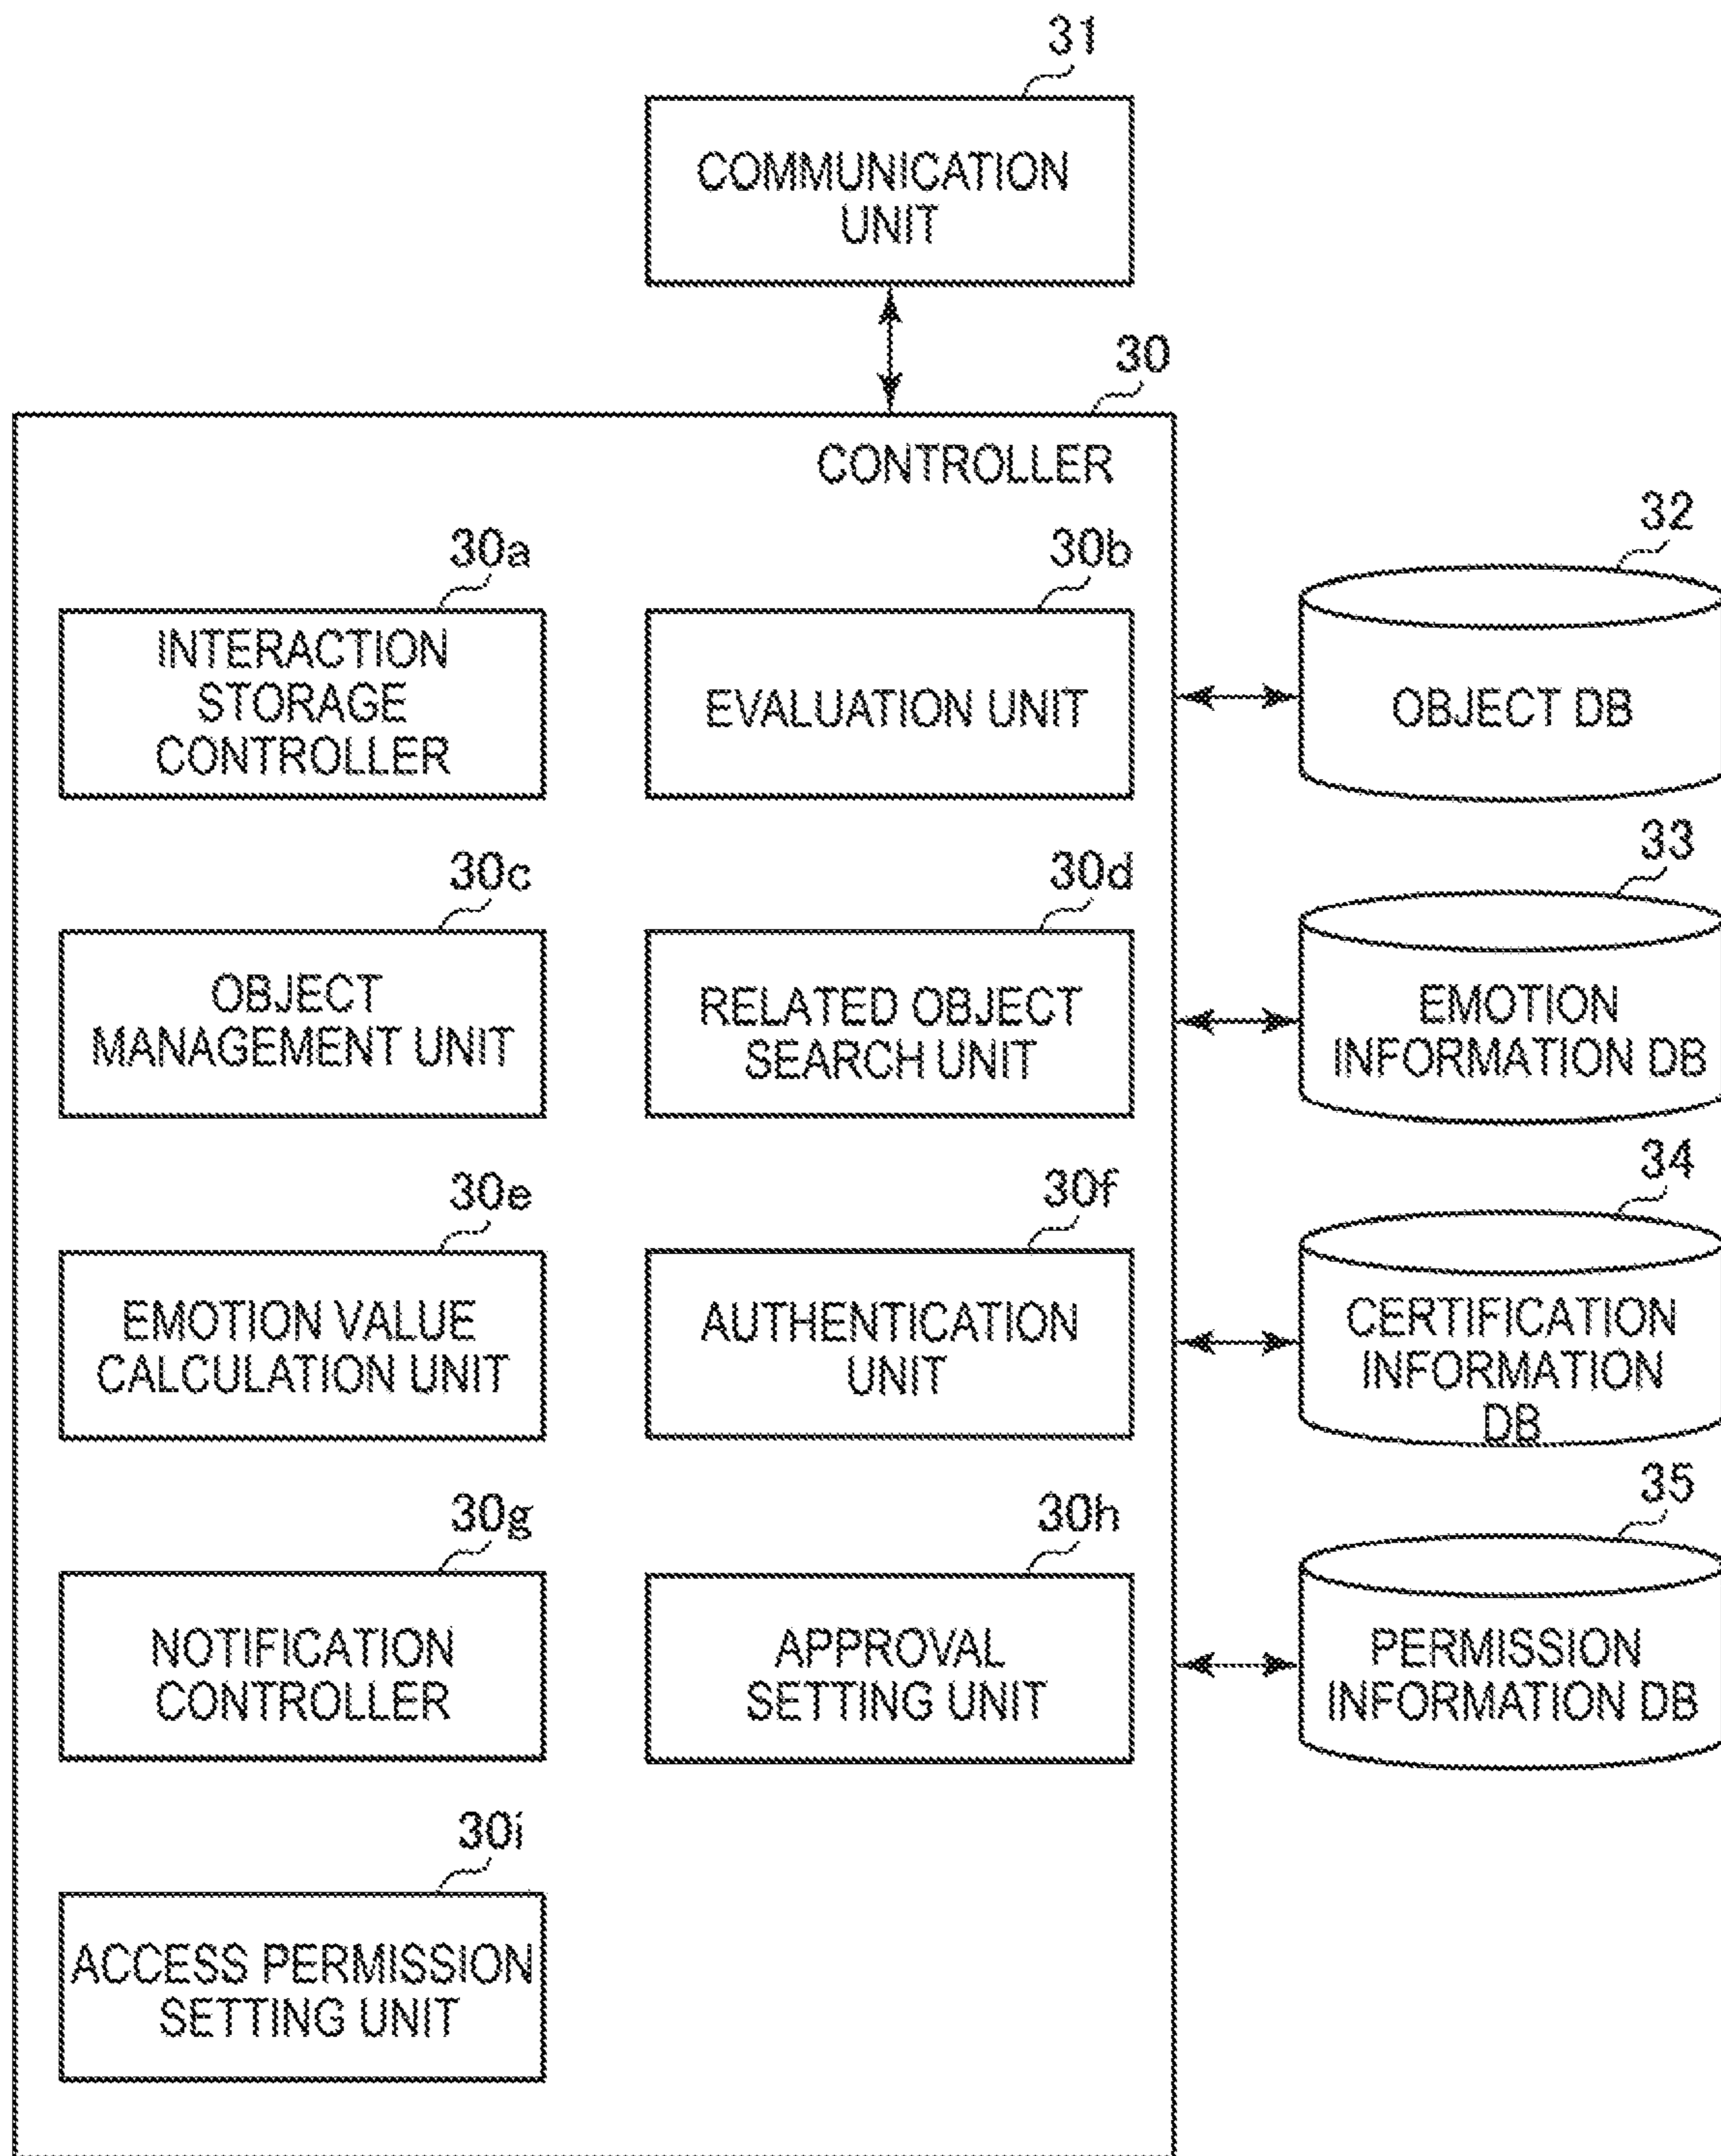 31
COMMUNICATION
UNIT
30
CONTROLLER
30a
INTERACTION
STORAGE
CONTROLLER
30b
EVALUATION UNIT
32
OBJECT DB
30c
OBJECT
MANAGEMENT UNIT
30d
RELATED OBJECT
SEARCH UNIT
33
EMOTION
INFORMATION DB
30e
EMOTION VALUE
CALCULATION UNIT
30f
AUTHENTICATION
UNIT
34
CERTIFICATION
INFORMATION
DB
30g
NOTIFICATION
CONTROLLER
30h
APPROVAL
SETTING UNIT
35
PERMISSION
INFORMATION DB
30i
ACCESS PERMISSION
SETTING UNIT